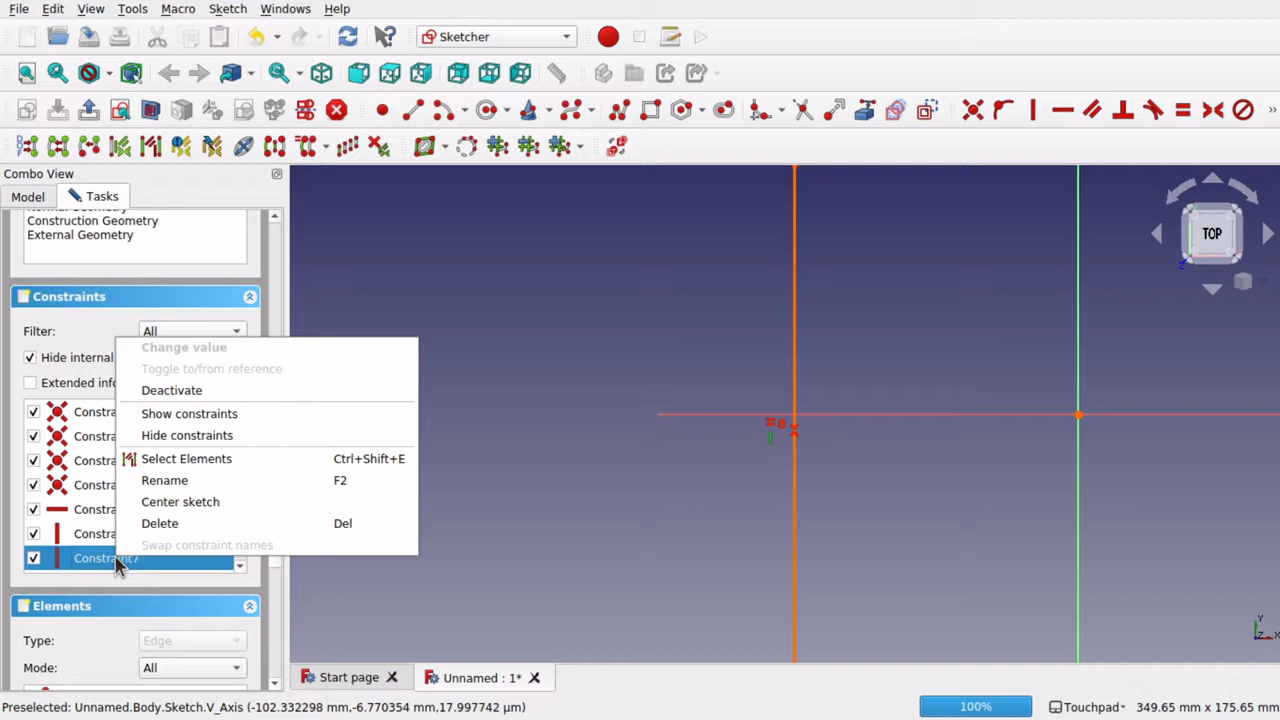 File Edit View Tools Macro Sketch Windows Help
Sketcher
Combo View
Model Tasks
Construction Geometry
External Geometry
Constraints
Filter: All
Hide internal
Extended info
Change value
Toggle to/from reference
Deactivate
Show constraints
Hide constraints
Select Elements Ctrl+Shift+E
Rename F2
Center sketch
Delete Del
Swap constraint names
Constra
Constra
Constra
Constra
Constra
Constra
Constraint7
Elements
Type: Edge
Mode: All
TOP
Y
Z
X
Start page
Unnamed : 1*
Preselected: Unnamed.Body.Sketch.V_Axis (-102.332298 mm,-6.770354 mm,17.997742 μm)
100%
Touchpad
349.65 mm x 175.65 mm